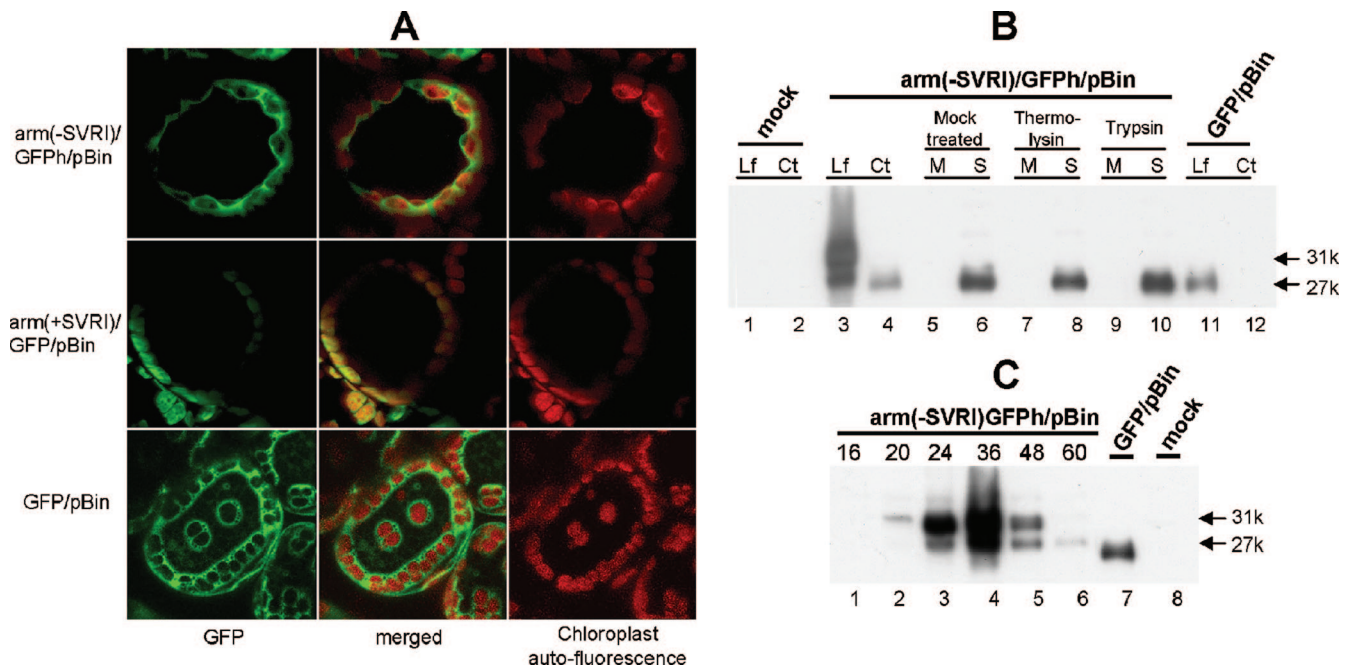 A
arm(-SVRI)/
GFPh/pBin
arm(+SVRI)/
GFP/pBin
GFP/pBin
GFP
merged
Chloroplast
auto-fluorescence
B
mock
arm(-SVRI)/GFPh/pBin
GFP/pBin
Mock
treated
Thermo-
lysin
Trypsin
Lf Ct Lf Ct M S M S M S Lf Ct
31k
27k
1 2 3 4 5 6 7 8 9 10 11 12
C
arm(-SVRI)GFPh/pBin
GFP/pBin
mock
16 20 24 36 48 60
31k
27k
1 2 3 4 5 6 7 8